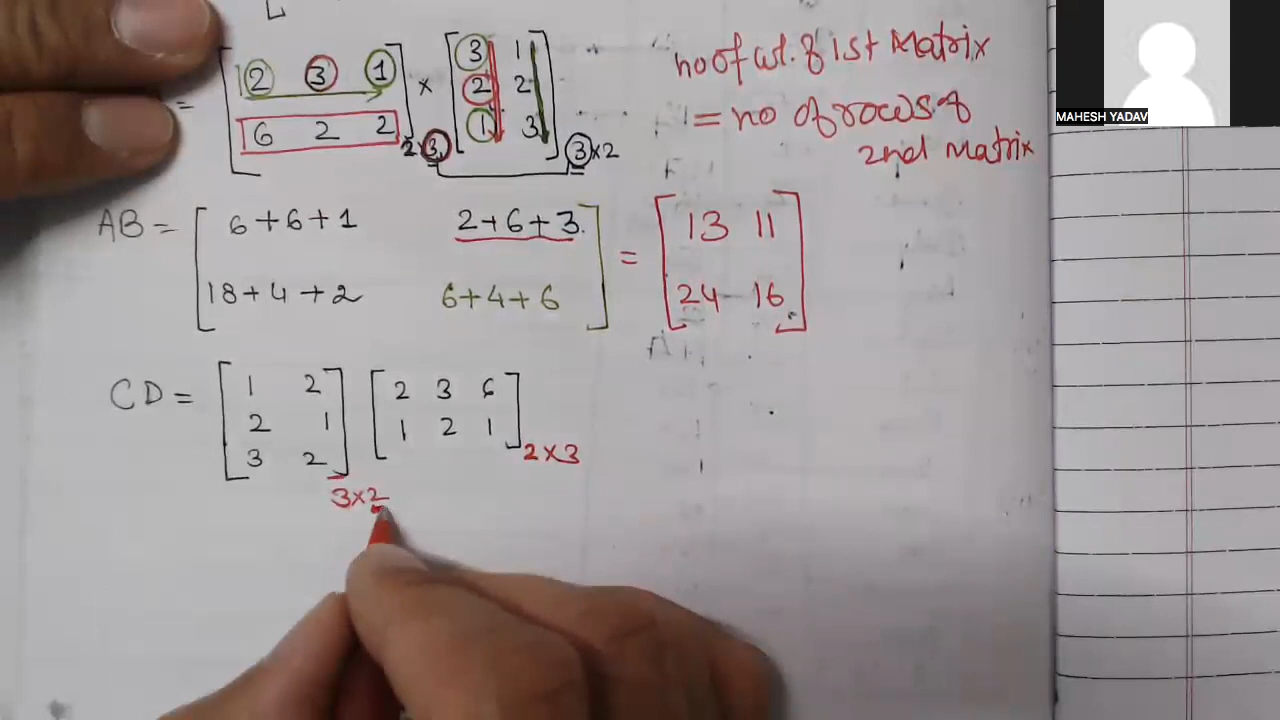 = [ 2 3 1 ] × [ 3 1 ] no of col. of 1st Matrix
[ 6 2 2 ] 2×3 [ 2 2 ] = no of rows of
[ 1 3 ] 3×2 2nd Matrix
AB = [ 6+6+1 2+6+3 ] = [ 13 11 ]
[ 18+4+2 6+4+6 ] [ 24 16 ]
CD = [ 1 2 ] [ 2 3 6 ]
[ 2 1 ] [ 1 2 1 ] 2×3
[ 3 2 ]
3×2
MAHESH YADAV